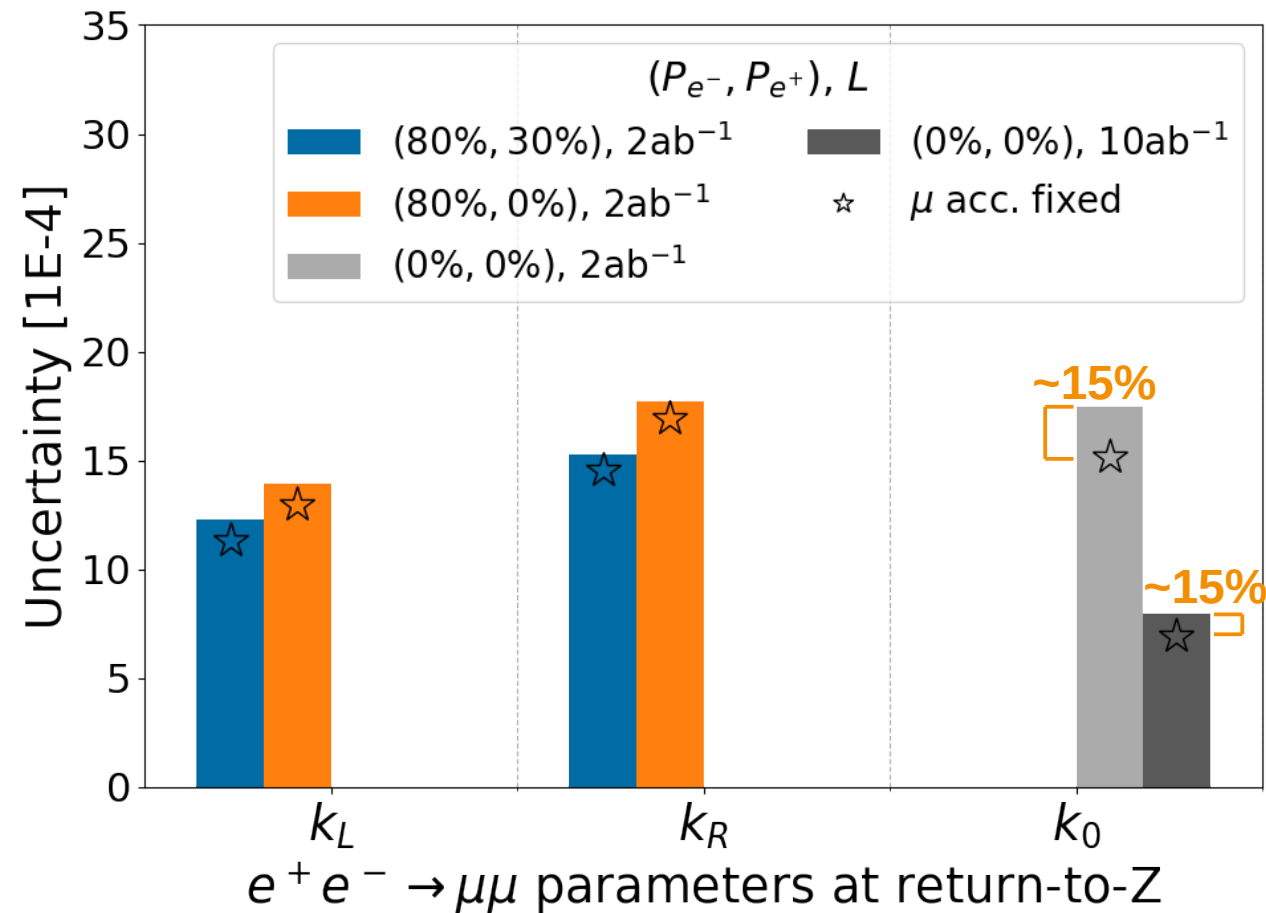 35
30
25
20
15
10
5
0
Uncertainty [1E-4]
(P_{e^-}, P_{e^+}), L
(80%, 30%), 2ab^{-1}
(80%, 0%), 2ab^{-1}
(0%, 0%), 2ab^{-1}
(0%, 0%), 10ab^{-1}
μ acc. fixed
~15%
~15%
k_L
k_R
k_0
e^+e^- → μμ parameters at return-to-Z